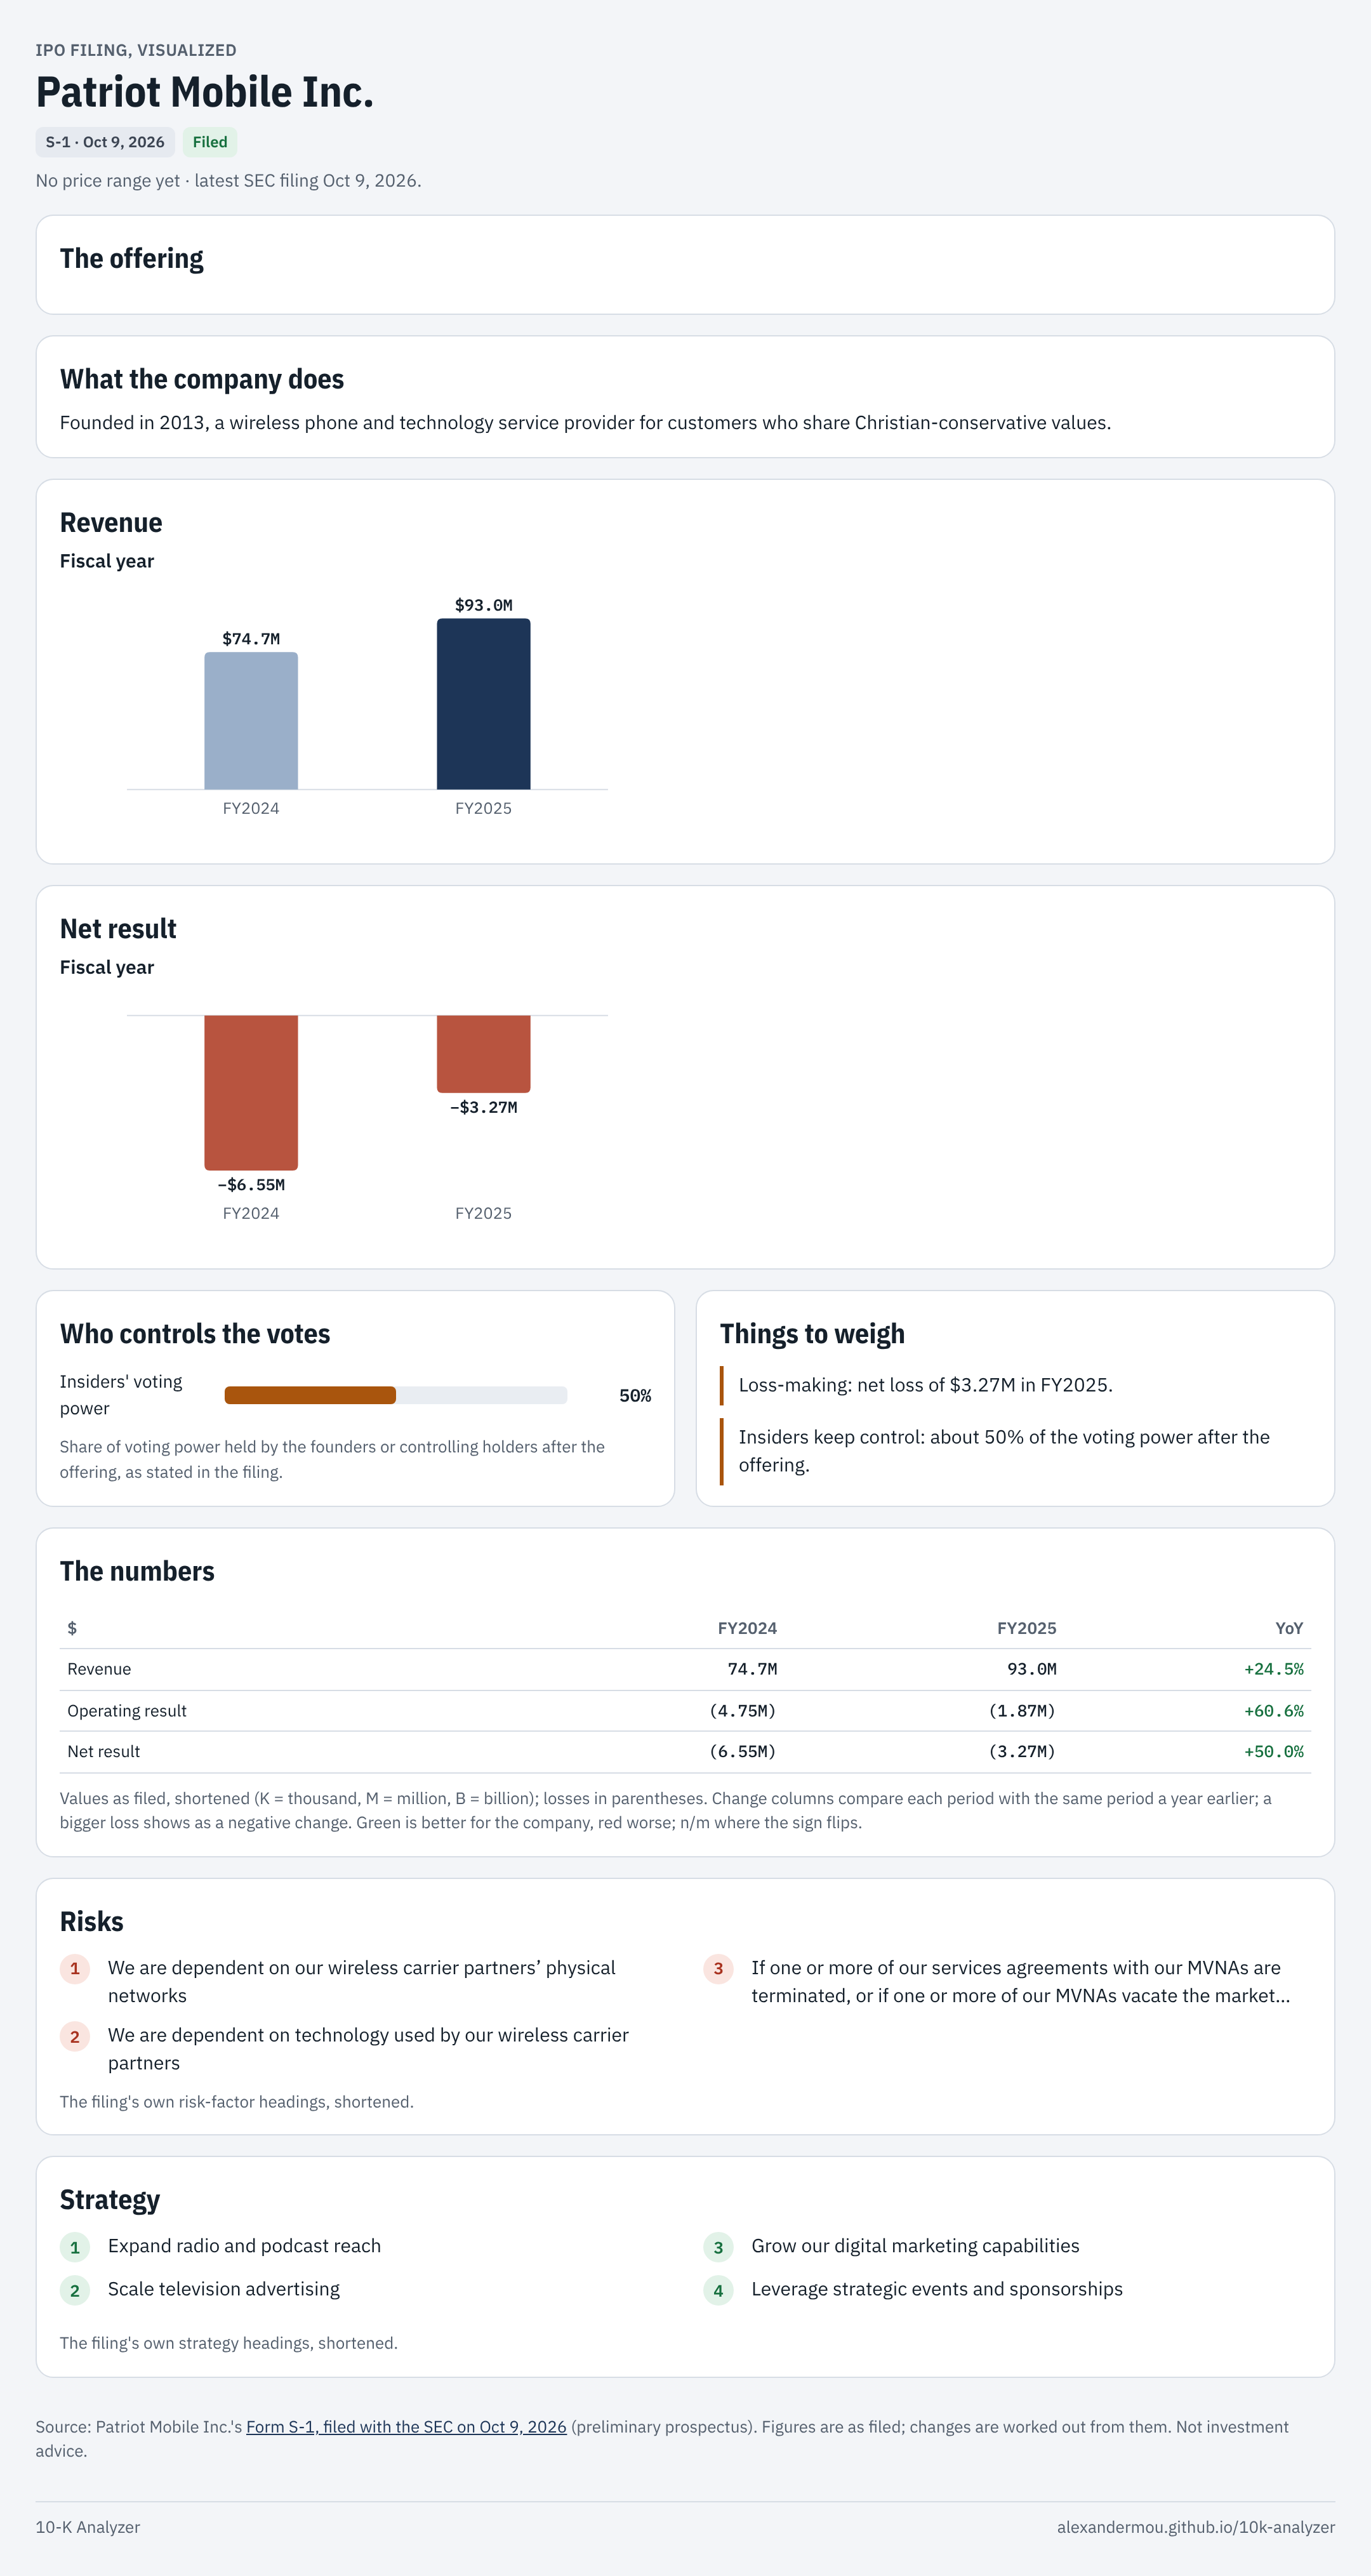 IPO FILING, VISUALIZED
Patriot Mobile Inc.
S-1 · Oct 9, 2026 Filed
No price range yet · latest SEC filing Oct 9, 2026.
The offering
What the company does
Founded in 2013, a wireless phone and technology service provider for customers who share Christian-conservative values.
Revenue
Fiscal year
$74.7M
$93.0M
FY2024
FY2025
Net result
Fiscal year
−$6.55M
−$3.27M
FY2024
FY2025
Who controls the votes
Insiders' voting
power
50%
Share of voting power held by the founders or controlling holders after the
offering, as stated in the filing.
Things to weigh
Loss-making: net loss of $3.27M in FY2025.
Insiders keep control: about 50% of the voting power after the
offering.
The numbers
$ FY2024 FY2025 YoY
Revenue 74.7M 93.0M +24.5%
Operating result (4.75M) (1.87M) +60.6%
Net result (6.55M) (3.27M) +50.0%
Values as filed, shortened (K = thousand, M = million, B = billion); losses in parentheses. Change columns compare each period with the same period a year earlier; a
bigger loss shows as a negative change. Green is better for the company, red worse; n/m where the sign flips.
Risks
1 We are dependent on our wireless carrier partners’ physical
networks
2 We are dependent on technology used by our wireless carrier
partners
3 If one or more of our services agreements with our MVNAs are
terminated, or if one or more of our MVNAs vacate the market…
The filing's own risk-factor headings, shortened.
Strategy
1 Expand radio and podcast reach
2 Scale television advertising
3 Grow our digital marketing capabilities
4 Leverage strategic events and sponsorships
The filing's own strategy headings, shortened.
Source: Patriot Mobile Inc.'s Form S-1, filed with the SEC on Oct 9, 2026 (preliminary prospectus). Figures are as filed; changes are worked out from them. Not investment
advice.
10-K Analyzer
alexandermou.github.io/10k-analyzer